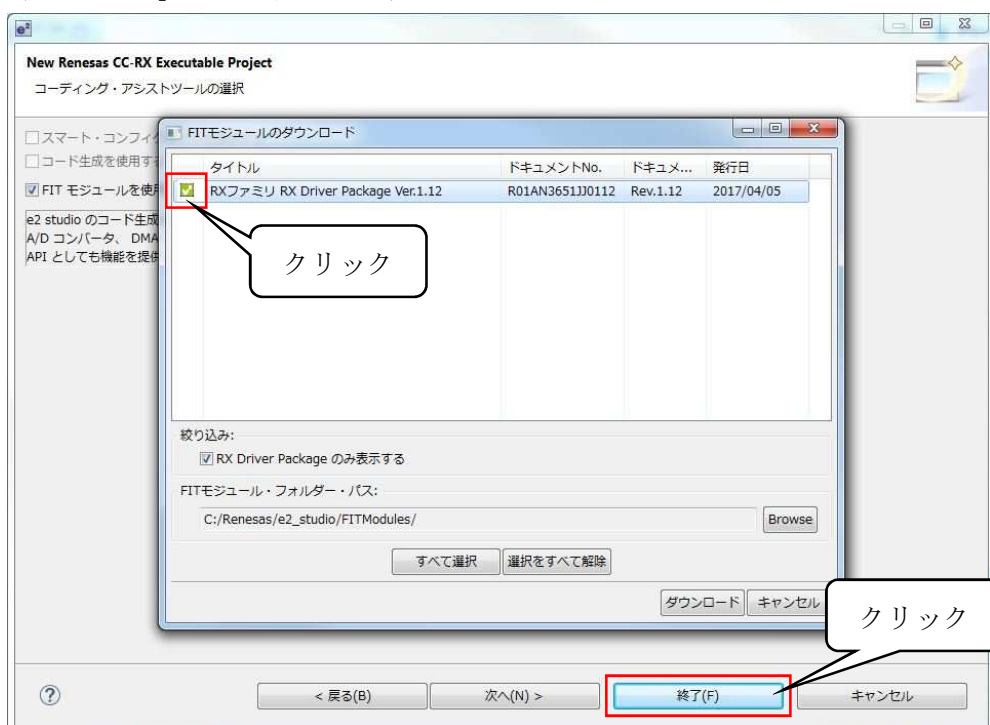 e²
New Renesas CC-RX Executable Project
コーディング・アシストツールの選択
スマート・コンフィグ
コード生成を使用す
FIT モジュールを使用
e2 studio のコード生成
A/D コンバータ、 DMA
API としても機能を提供
FITモジュールのダウンロード
タイトル ドキュメントNo. ドキュメ... 発行日
RXファミリ RX Driver Package Ver.1.12 R01AN3651JJ0112 Rev.1.12 2017/04/05
クリック
絞り込み:
RX Driver Package のみ表示する
FITモジュール・フォルダー・パス:
C:/Renesas/e2_studio/FITModules/ Browse
すべて選択 選択をすべて解除
ダウンロード キャンセル
クリック
< 戻る(B) 次へ(N) > 終了(F) キャンセル